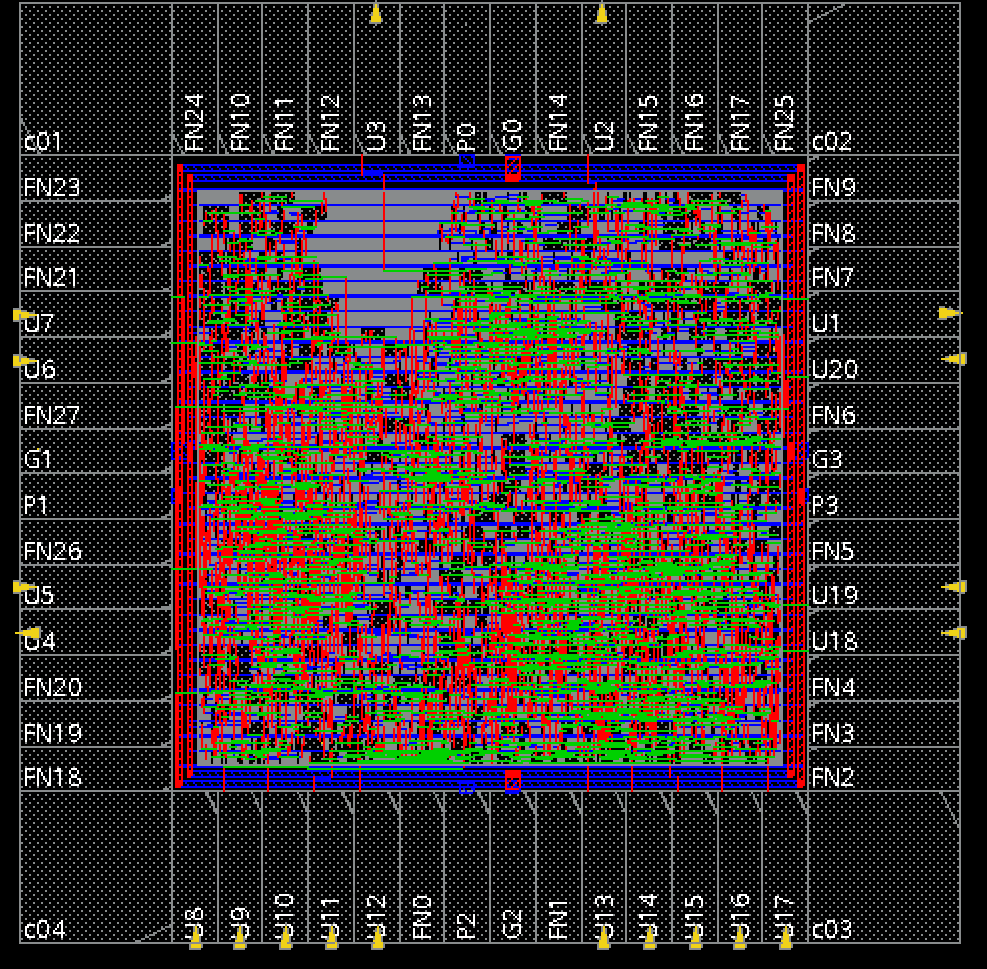 FN24 FN10 FN11 FN12 U3 FN13 P0 G0 FN14 U2 FN15 FN16 FN17 FN25
c01 c02
FN23 FN9
FN22 FN8
FN21 FN7
U7 U1
U6 U20
FN27 FN6
G1 G3
P1 P3
FN26 FN5
U5 U19
U4 U18
FN20 FN4
FN19 FN3
FN18 FN2
U8 U9 U10 U11 U12 FN0 P2 G2 FN1 U13 U14 U15 U16 U17
c04 c03